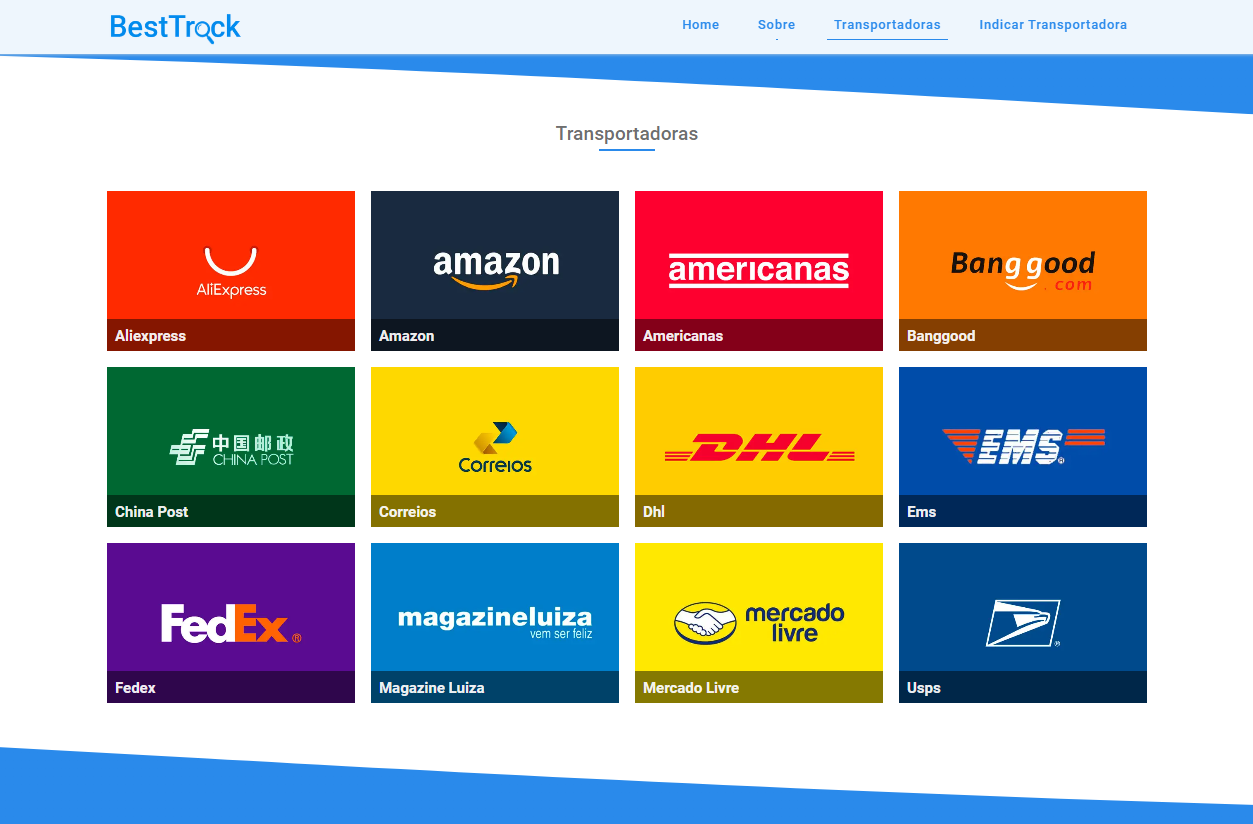 BestTrack
Home Sobre Transportadoras Indicar Transportadora
Transportadoras
AliExpress
amazon
americanas
Banggood
.com
Aliexpress
Amazon
Americanas
Banggood
中国邮政
CHINA POST
Correios
DHL
EMS®
China Post
Correios
Dhl
Ems
FedEx®
magazineluiza
vem ser feliz
mercado
livre
®
Fedex
Magazine Luiza
Mercado Livre
Usps